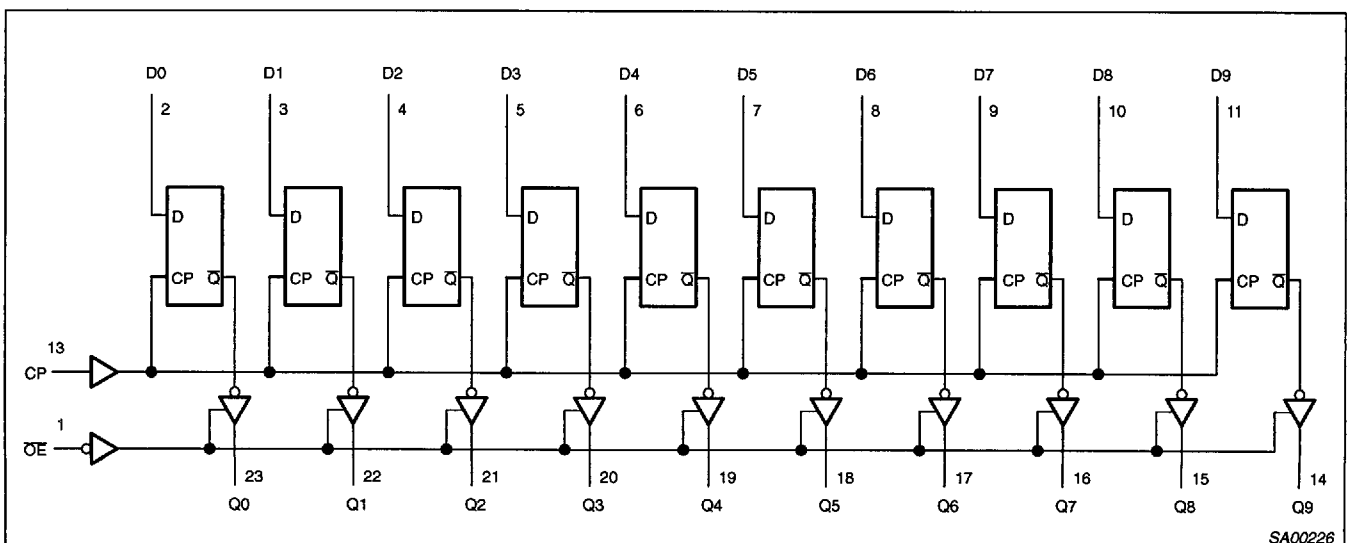 D0 D1 D2 D3 D4 D5 D6 D7 D8 D9
2 3 4 5 6 7 8 9 10 11
D D D D D D D D D D
CP Q̅ CP Q̅ CP Q̅ CP Q̅ CP Q̅ CP Q̅ CP Q̅ CP Q̅ CP Q̅ CP Q̅
13
CP
1
O̅E̅
23 22 21 20 19 18 17 16 15 14
Q0 Q1 Q2 Q3 Q4 Q5 Q6 Q7 Q8 Q9
SA00226